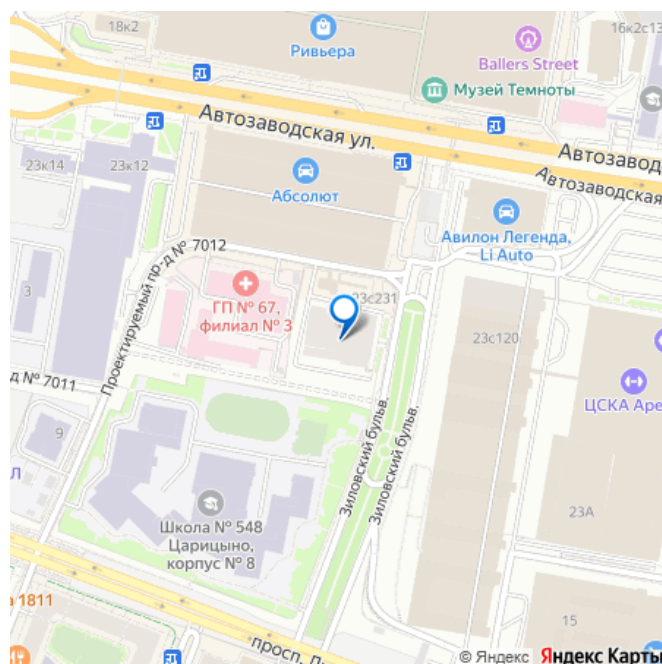 18к2
Ривьера
Ballers Street
16к2с13
Музей Темноты
Автозаводская ул.
Автозавод
Автозаводская
23к14
23к12
Абсолют
Авилон Легенда,
Li Auto
Проектируемый пр-д № 7012
3
ГП № 67,
филиал № 3
23с231
23с120
ЦСКА Аре
д № 7011
9
Л
Зиловский бульв.
Зиловский бульв.
Школа № 548
Царицыно,
корпус № 8
23А
15
а 1811
просп. Л
© Яндекс Яндекс Карты